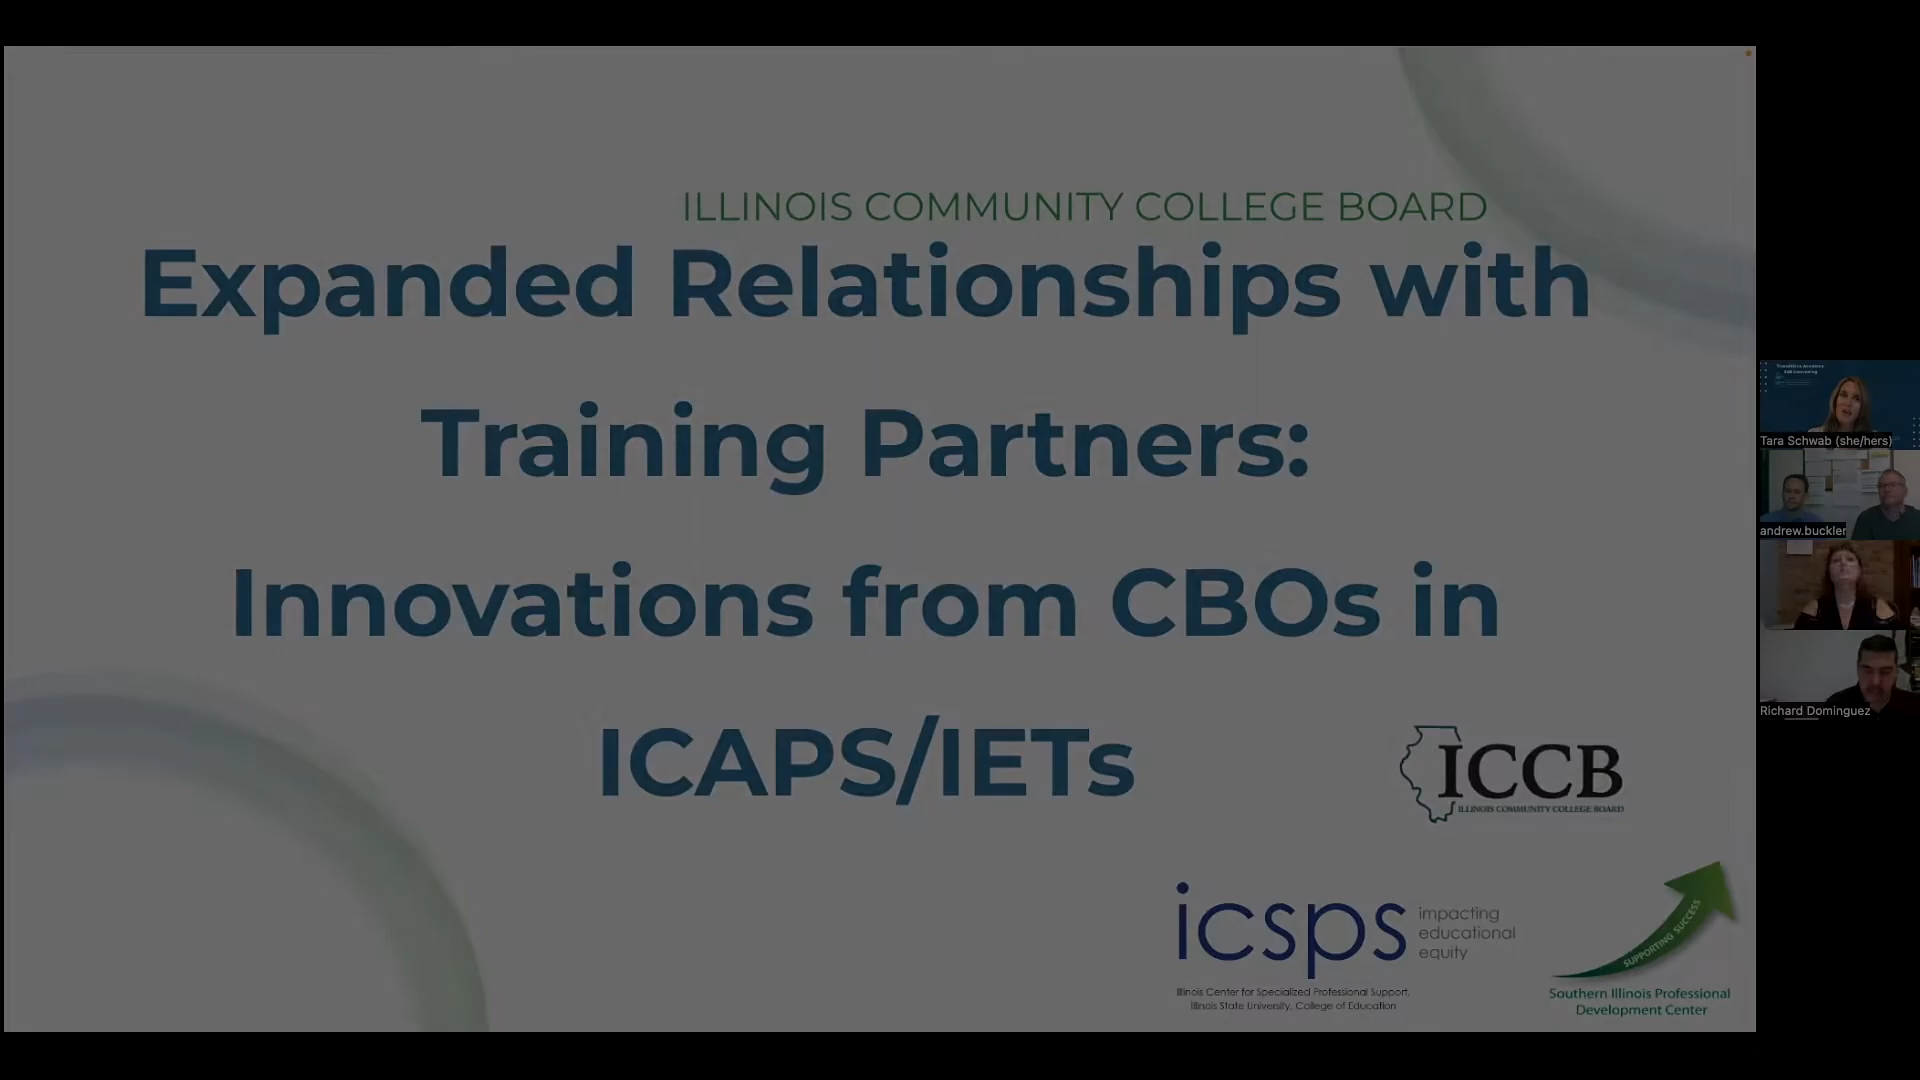 ILLINOIS COMMUNITY COLLEGE BOARD
Expanded Relationships with
Training Partners:
Innovations from CBOs in
ICAPS/IETs
ICCB
ILLINOIS COMMUNITY COLLEGE BOARD
icsps
impacting
educational
equity
Illinois Center for Specialized Professional Support,
Illinois State University, College of Education
SUPPORTING SUCCESS
Southern Illinois Professional
Development Center
Tara Schwab (she/hers)
andrew.buckler
Richard Dominguez